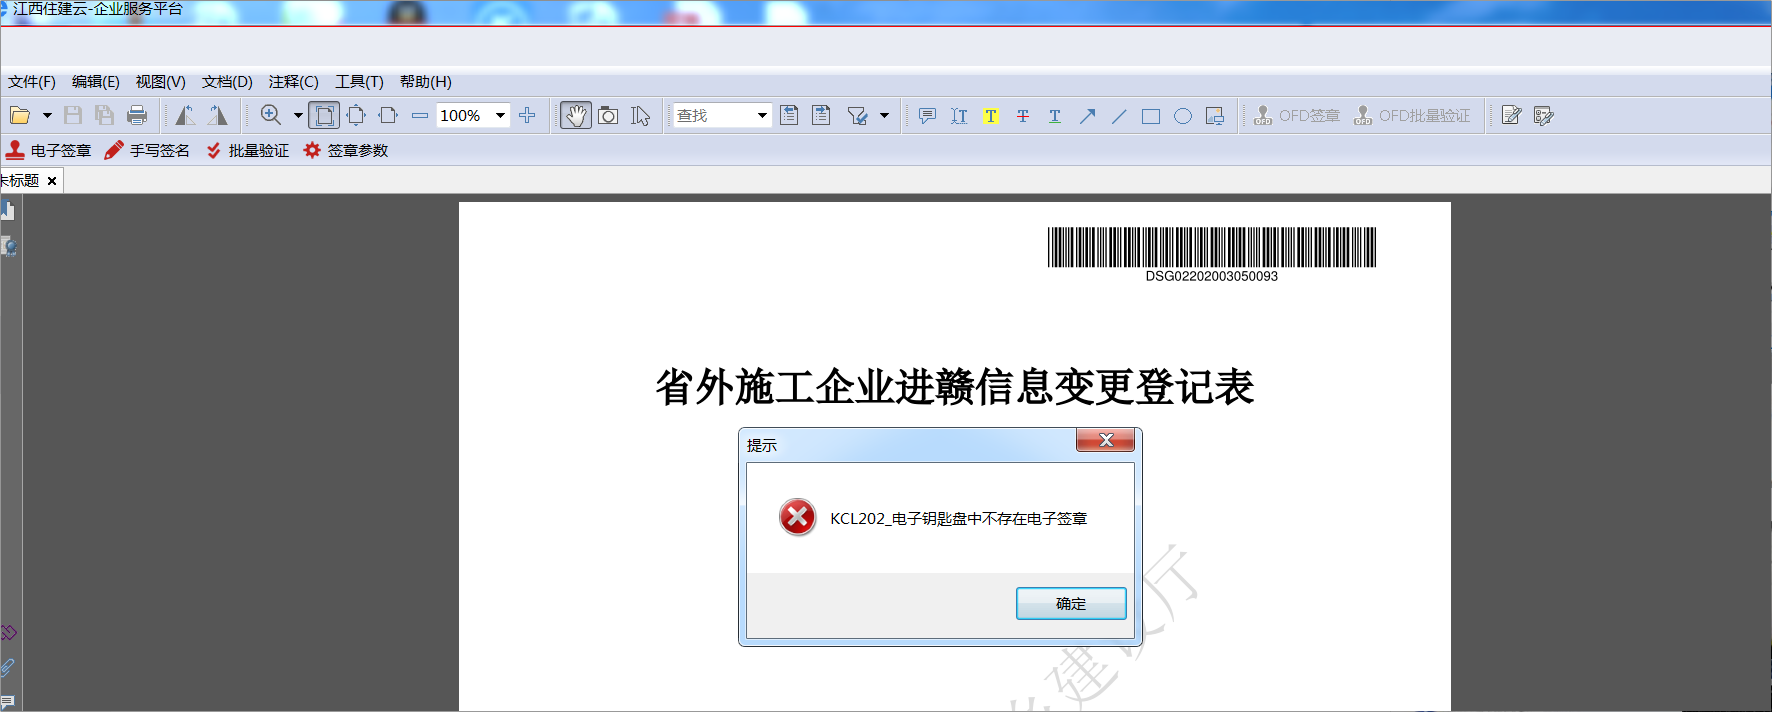 江西住建云-企业服务平台
文件(F) 编辑(E) 视图(V) 文档(D) 注释(C) 工具(T) 帮助(H)
100% 查找 T T T T OFD签章 OFD批量验证
电子签章 手写签名 批量验证 签章参数
未标题
DSG02202003050093
省外施工企业进赣信息变更登记表
提示
KCL202_电子钥匙盘中不存在电子签章
确定
建设厅